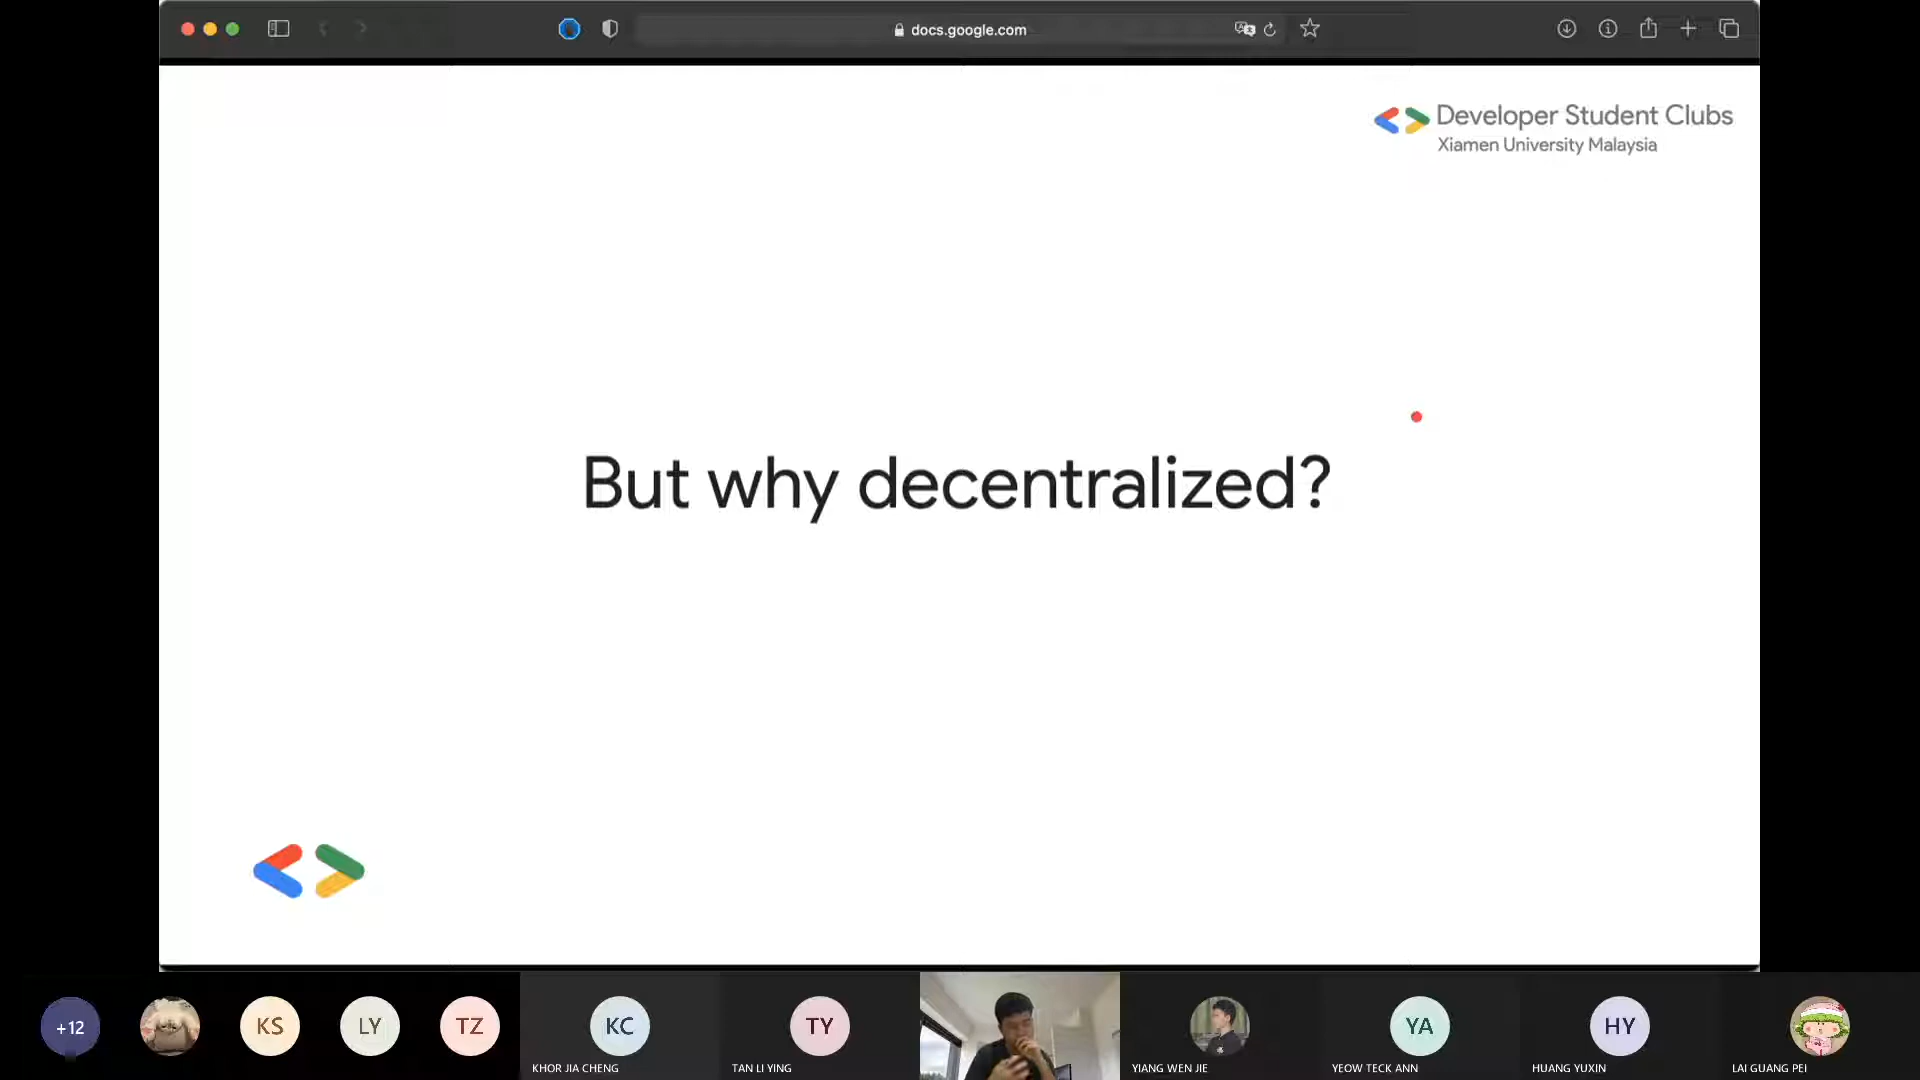 docs.google.com
Developer Student Clubs
Xiamen University Malaysia
But why decentralized?
+12
KS
LY
TZ
KC
KHOR JIA CHENG
TY
TAN LI YING
YIANG WEN JIE
YA
YEOW TECK ANN
HY
HUANG YUXIN
LAI GUANG PEI